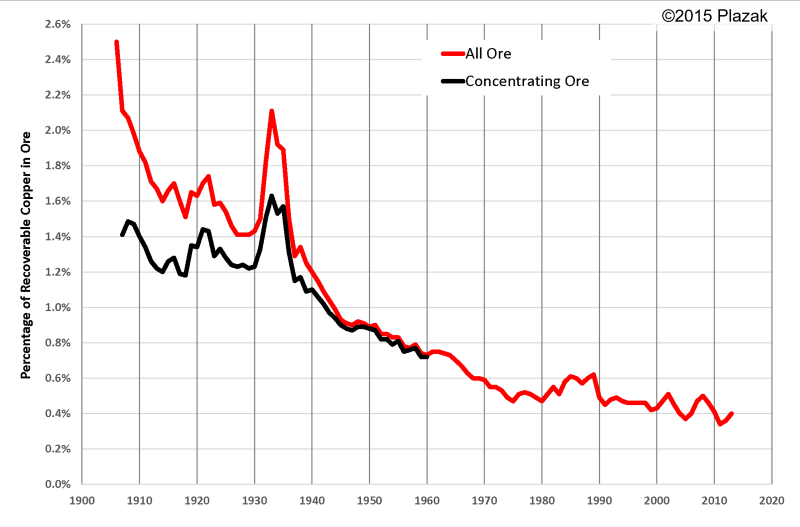 ©2015 Plazak
2.6%
2.4%
2.2%
2.0%
1.8%
1.6%
1.4%
1.2%
1.0%
0.8%
0.6%
0.4%
0.2%
0.0%
Percentage of Recoverable Copper in Ore
All Ore
Concentrating Ore
1900 1910 1920 1930 1940 1950 1960 1970 1980 1990 2000 2010 2020